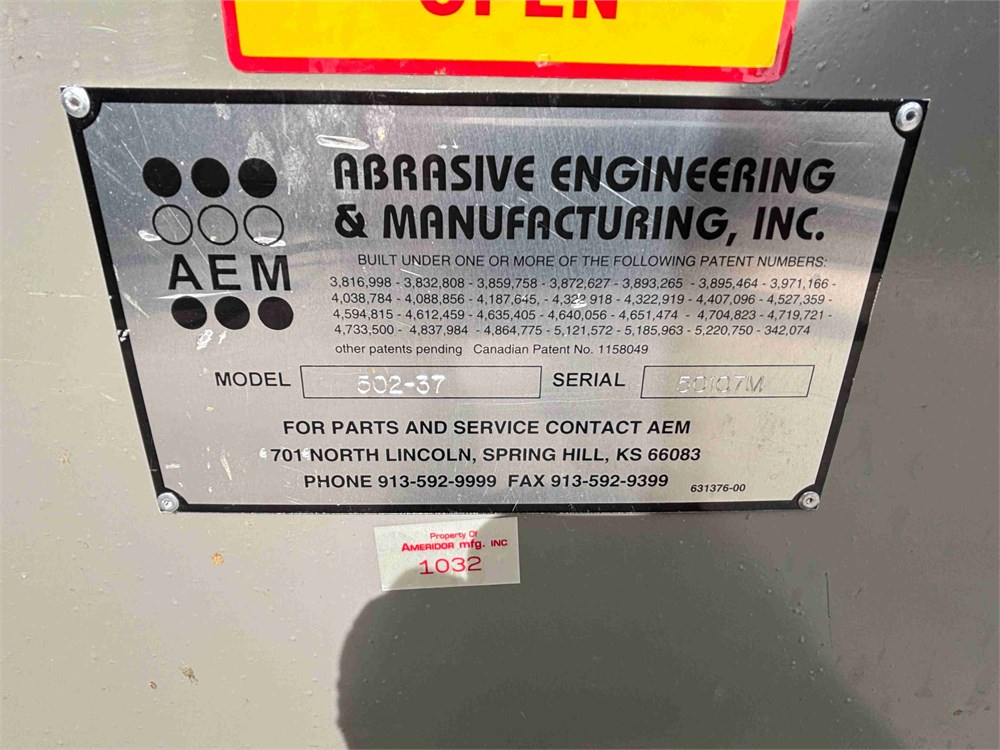 OPEN
ABRASIVE ENGINEERING
& MANUFACTURING, INC.
AEM
BUILT UNDER ONE OR MORE OF THE FOLLOWING PATENT NUMBERS:
3,816,998 - 3,832,808 - 3,859,758 - 3,872,627 - 3,893,265 - 3,895,464 - 3,971,166 -
4,038,784 - 4,088,856 - 4,187,645, - 4,322,918 - 4,322,919 - 4,407,096 - 4,527,359 -
4,594,815 - 4,612,459 - 4,635,405 - 4,640,056 - 4,651,474 - 4,704,823 - 4,719,721 -
4,733,500 - 4,837,984 - 4,864,775 - 5,121,572 - 5,185,963 - 5,220,750 - 342,074
other patents pending Canadian Patent No. 1158049
MODEL 502-37 SERIAL 50107M
FOR PARTS AND SERVICE CONTACT AEM
701 NORTH LINCOLN, SPRING HILL, KS 66083
PHONE 913-592-9999 FAX 913-592-9399
631376-00
Property Of
AMERIDOR mfg. INC
1032